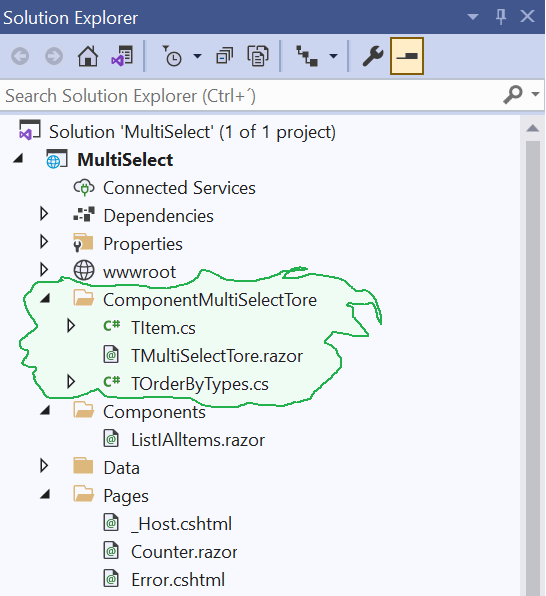 Solution Explorer
Search Solution Explorer (Ctrl+´)
Solution 'MultiSelect' (1 of 1 project)
MultiSelect
Connected Services
Dependencies
Properties
wwwroot
ComponentMultiSelectTore
C# TItem.cs
TMultiSelectTore.razor
C# TOrderByTypes.cs
Components
ListIAlltems.razor
Data
Pages
_Host.cshtml
Counter.razor
Error.cshtml